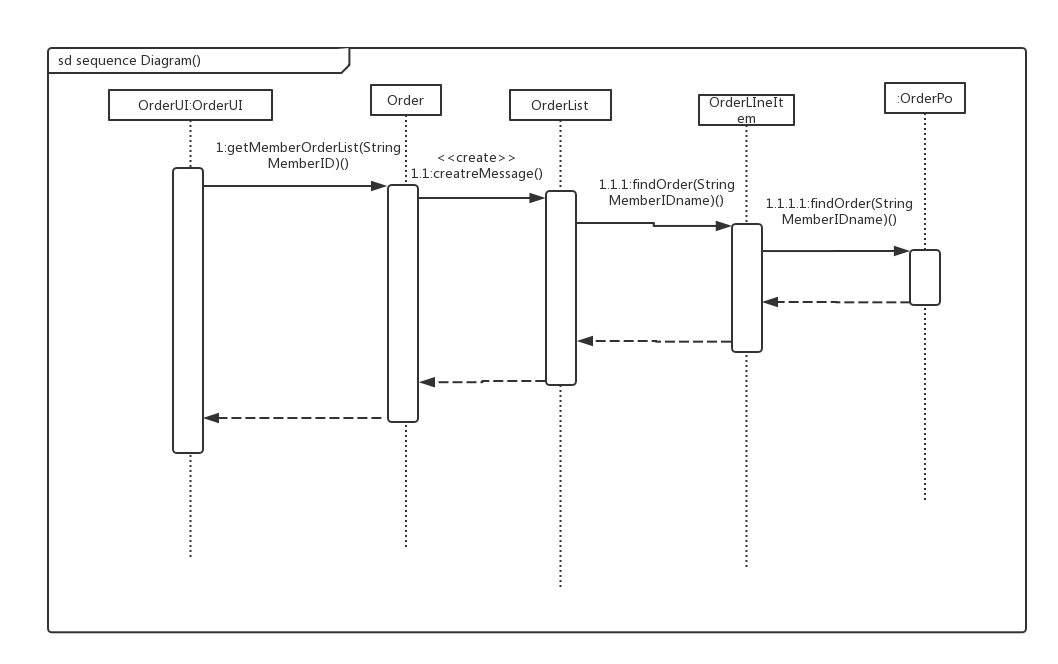 sd sequence Diagram()
OrderUI:OrderUI
Order
OrderList
OrderLIneIt
em
:OrderPo
1:getMemberOrderList(String
MemberID)()
<<create>>
1.1:creatreMessage()
1.1.1:findOrder(String
MemberIDname)()
1.1.1.1:findOrder(String
MemberIDname)()